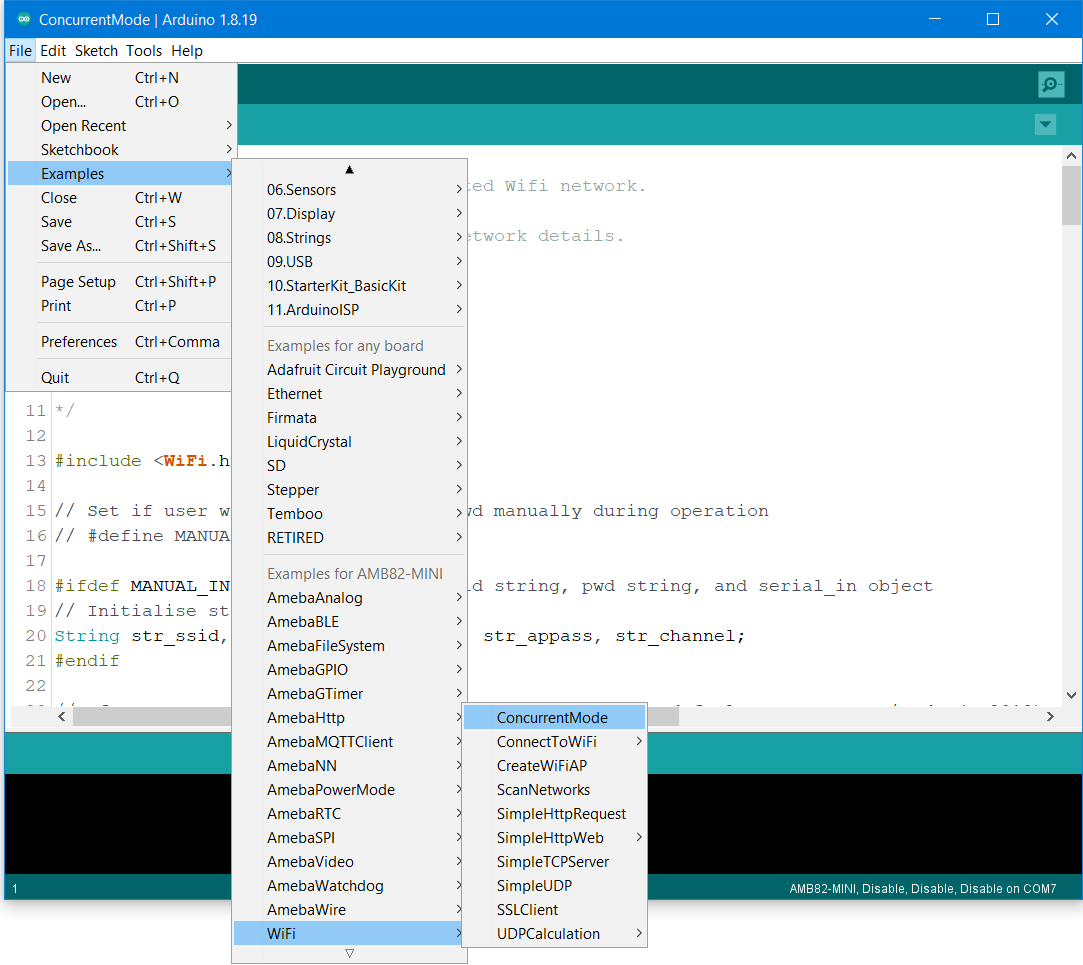 ConcurrentMode | Arduino 1.8.19
File Edit Sketch Tools Help
New Ctrl+N
Open... Ctrl+O
Open Recent
Sketchbook
Examples
Close Ctrl+W
Save Ctrl+S
Save As... Ctrl+Shift+S
Page Setup Ctrl+Shift+P
Print Ctrl+P
Preferences Ctrl+Comma
Quit Ctrl+Q
06.Sensors
07.Display
08.Strings
09.USB
10.StarterKit_BasicKit
11.ArduinoISP
Examples for any board
Adafruit Circuit Playground
Ethernet
Firmata
LiquidCrystal
SD
Stepper
Temboo
RETIRED
Examples for AMB82-MINI
AmebaAnalog
AmebaBLE
AmebaFileSystem
AmebaGPIO
AmebaGTimer
AmebaHttp
AmebaMQTTClient
AmebaNN
AmebaPowerMode
AmebaRTC
AmebaSPI
AmebaVideo
AmebaWatchdog
AmebaWire
WiFi
ConcurrentMode
ConnectToWiFi
CreateWiFiAP
ScanNetworks
SimpleHttpRequest
SimpleHttpWeb
SimpleTCPServer
SimpleUDP
SSLClient
UDPCalculation
ted Wifi network.
etwork details.
11 */
12
13 #include <WiFi.h
14
15 // Set if user w wd manually during operation
16 // #define MANUA
17
18 #ifdef MANUAL_IN id string, pwd string, and serial_in object
19 // Initialise st
20 String str_ssid, str_appass, str_channel;
21 #endif
22
1
AMB82-MINI, Disable, Disable, Disable on COM7